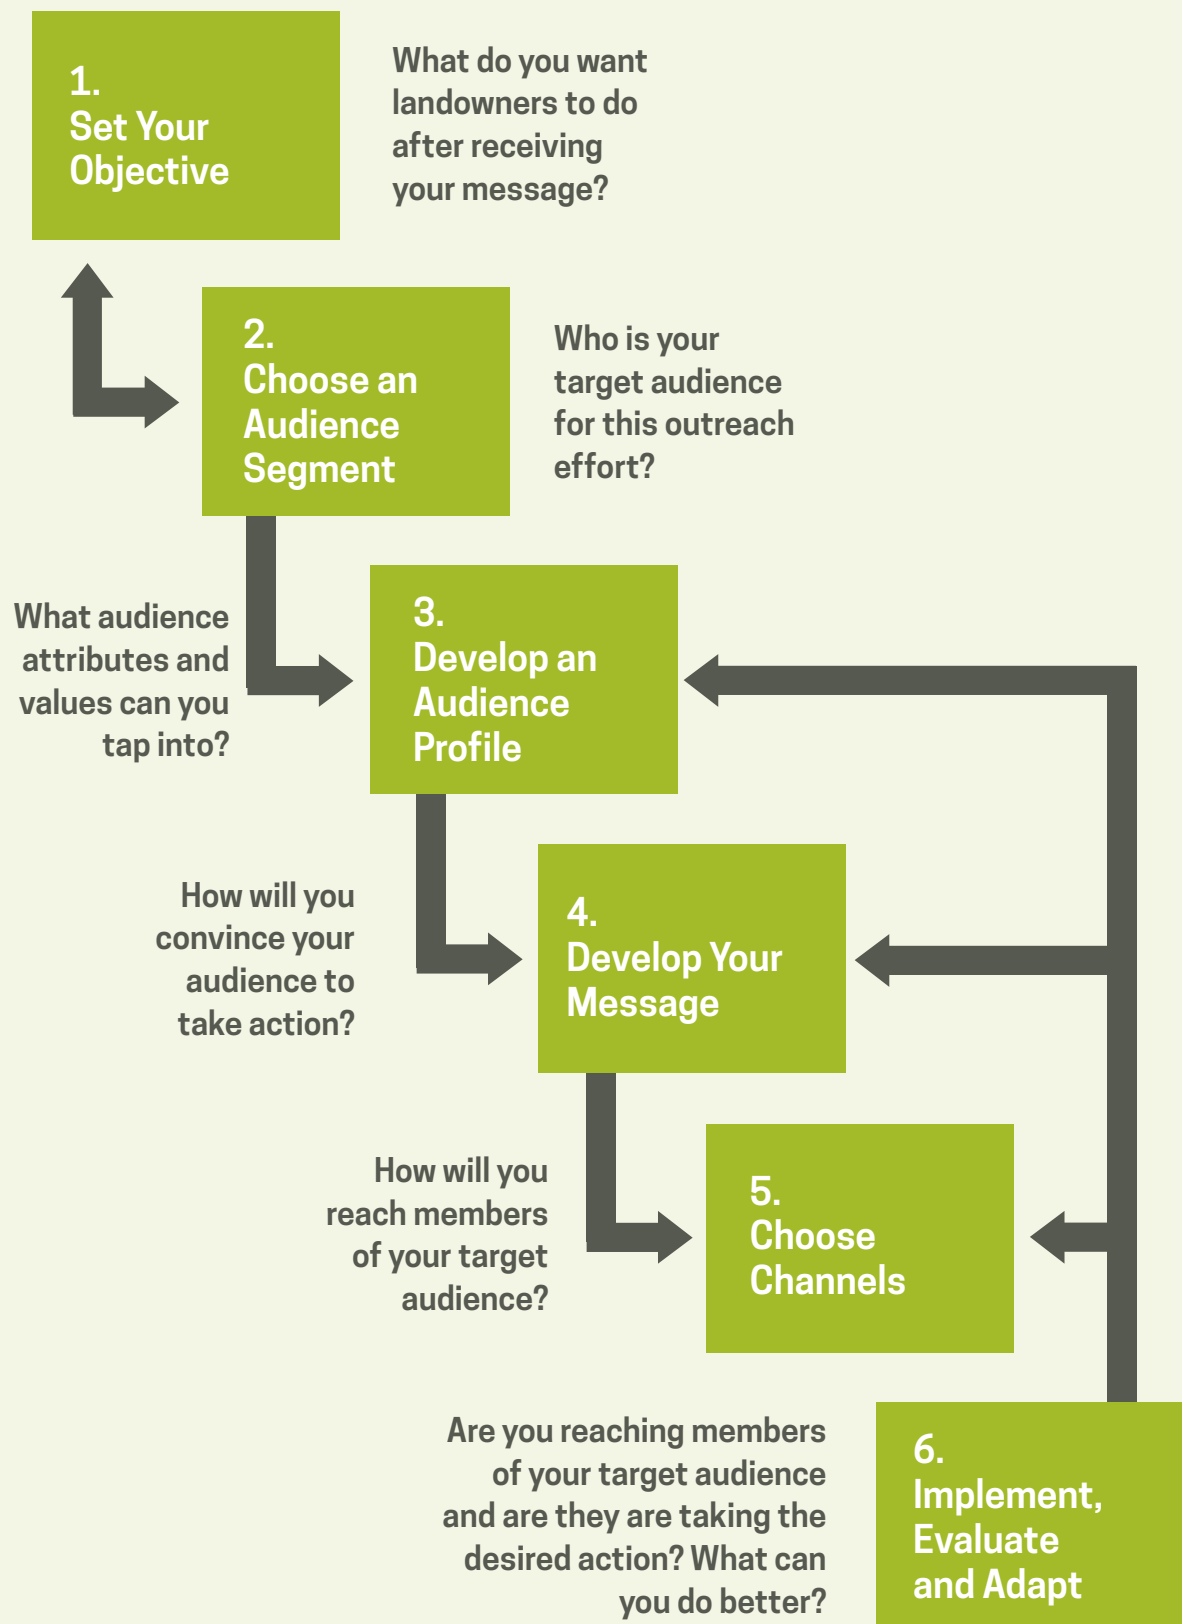 1.
Set Your
Objective
What do you want
landowners to do
after receiving
your message?
2.
Choose an
Audience
Segment
Who is your
target audience
for this outreach
effort?
What audience
attributes and
values can you
tap into?
3.
Develop an
Audience
Profile
How will you
convince your
audience to
take action?
4.
Develop Your
Message
How will you
reach members
of your target
audience?
5.
Choose
Channels
Are you reaching members
of your target audience
and are they are taking the
desired action? What can
you do better?
6.
Implement,
Evaluate
and Adapt